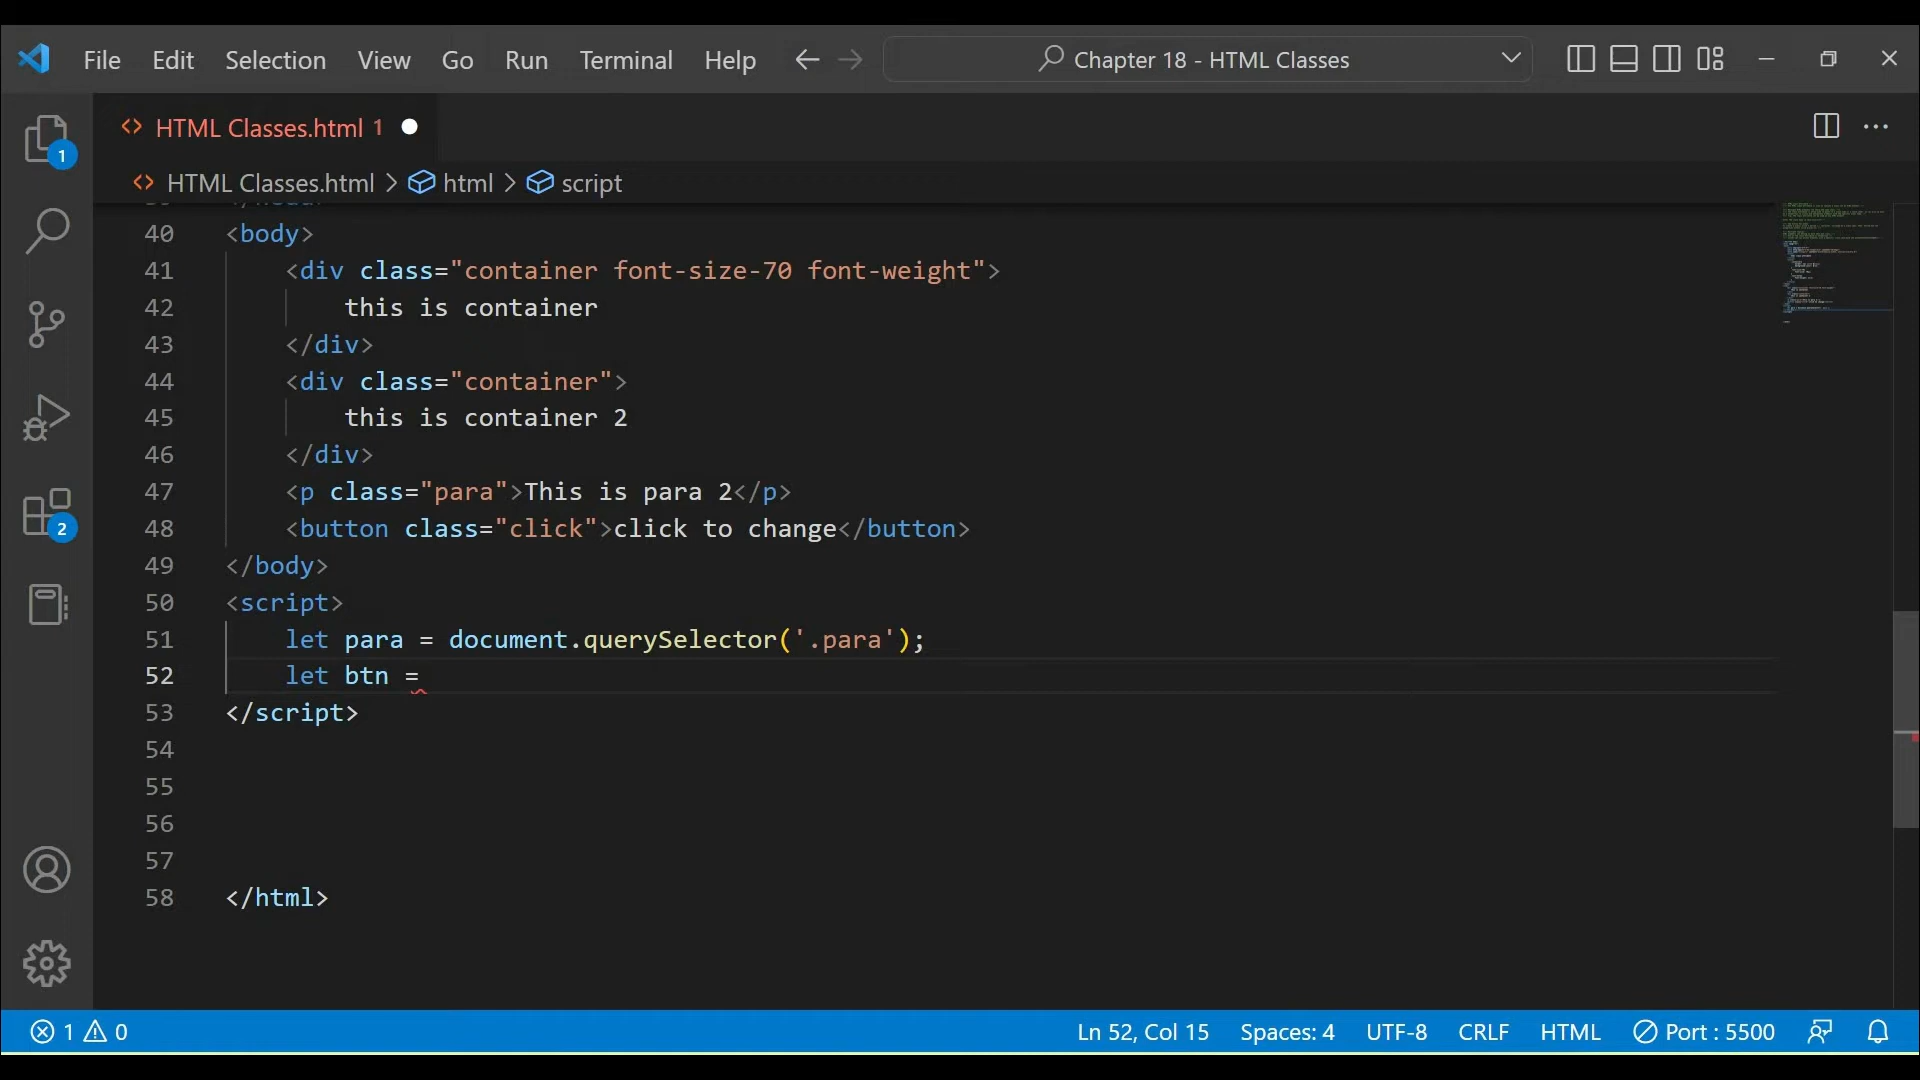 File Edit Selection View Go Run Terminal Help Chapter 18 - HTML Classes
HTML Classes.html 1
HTML Classes.html > html > script
40 <body>
41 <div class="container font-size-70 font-weight">
42 this is container
43 </div>
44 <div class="container">
45 this is container 2
46 </div>
47 <p class="para">This is para 2</p>
48 <button class="click">click to change</button>
49 </body>
50 <script>
51 let para = document.querySelector('.para');
52 let btn =
53 </script>
54
55
56
57
58 </html>
1
2
1 0 Ln 52, Col 15 Spaces: 4 UTF-8 CRLF HTML Port : 5500